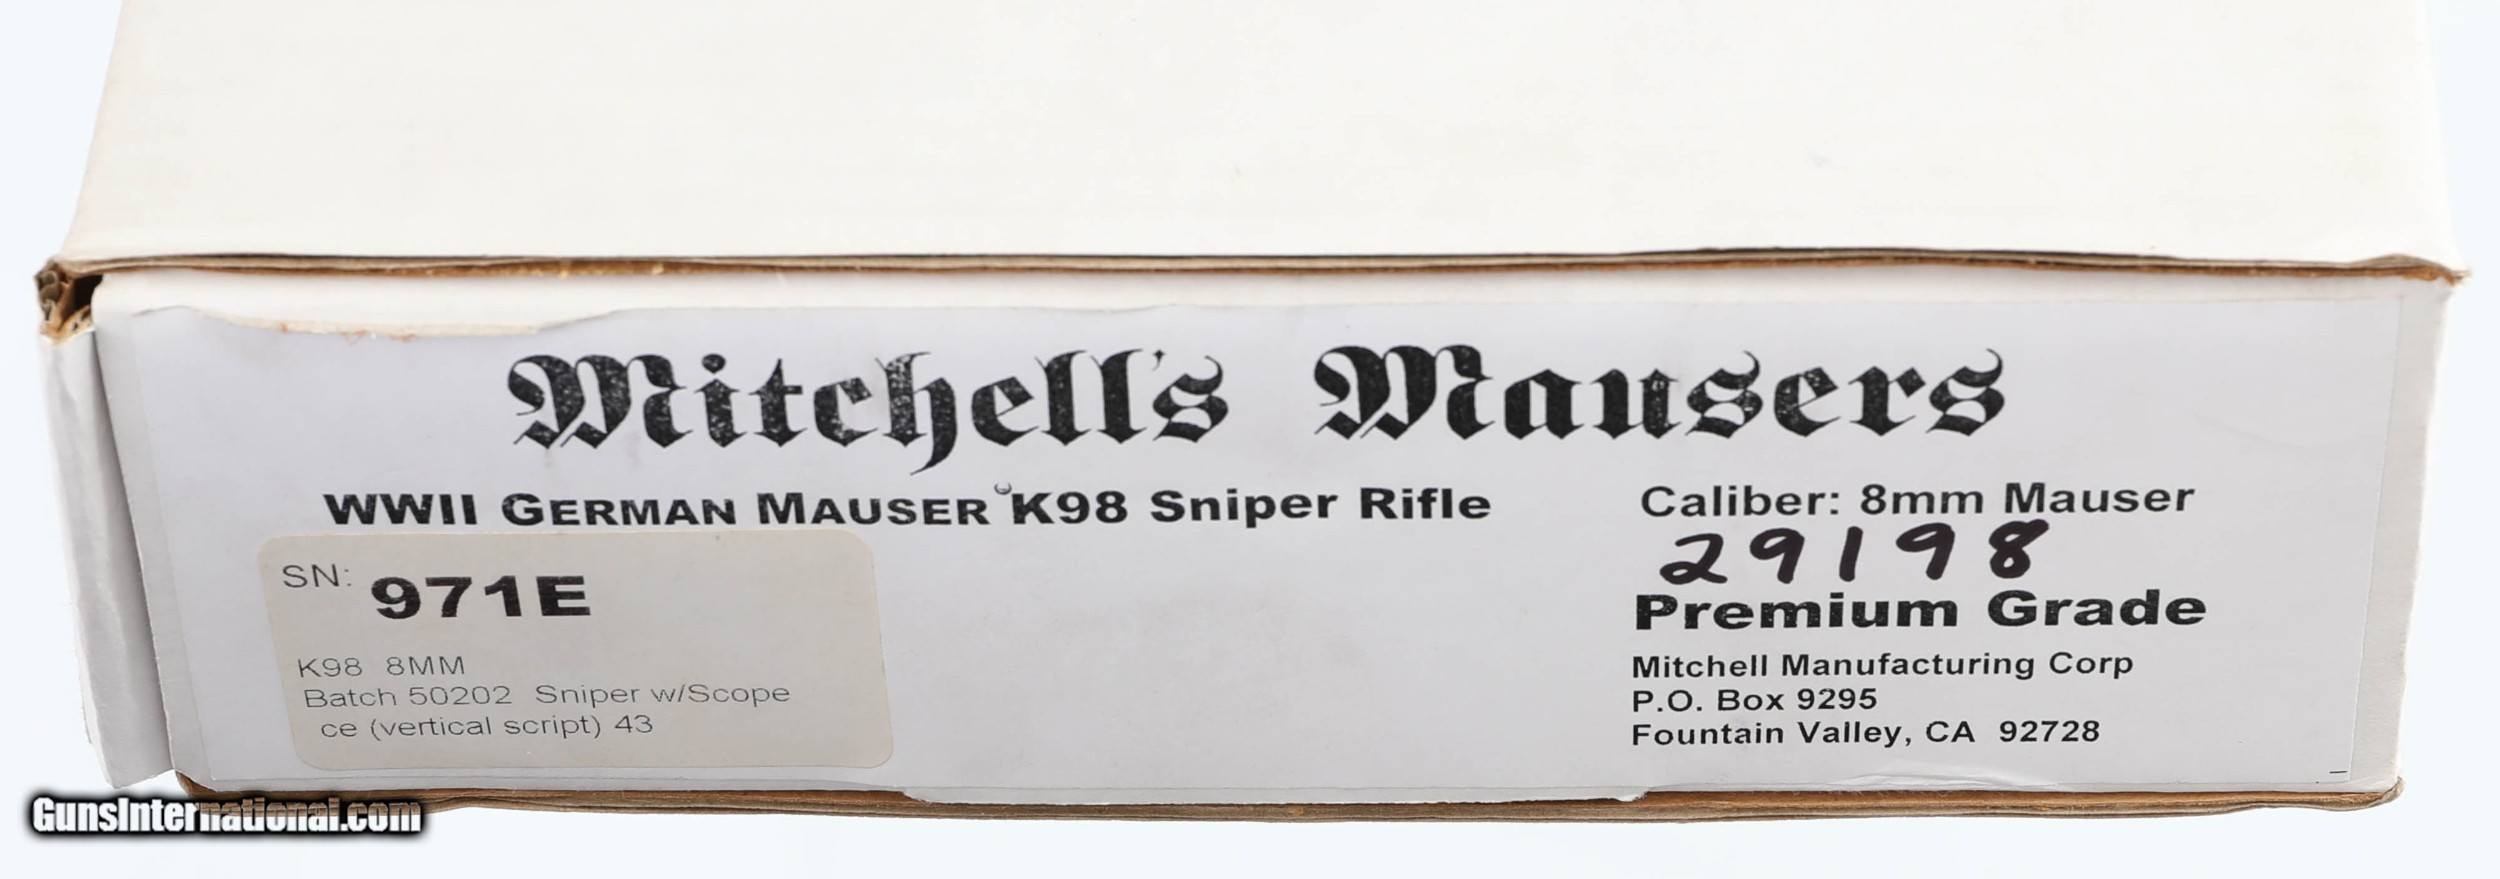 Mitchell's Mausers
WWII GERMAN MAUSER K98 Sniper Rifle
Caliber: 8mm Mauser
29198
Premium Grade
SN: 971E
K98 8MM
Batch 50202 Sniper w/Scope
ce (vertical script) 43
Mitchell Manufacturing Corp
P.O. Box 9295
Fountain Valley, CA 92728
GunsInternational.com